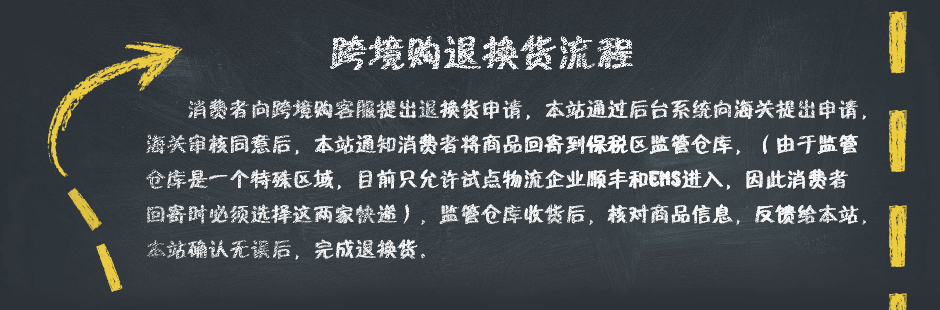 跨境购退换货流程
消费者向跨境购客服提出退换货申请，本站通过后台系统向海关提出申请，
海关审核同意后，本站通知消费者将商品回寄到保税区监管仓库，（由于监管
仓库是一个特殊区域，目前只允许试点物流企业顺丰和EMS进入，因此消费者
回寄时必须选择这两家快递），监管仓库收货后，核对商品信息，反馈给本站，
本站确认无误后，完成退换货。